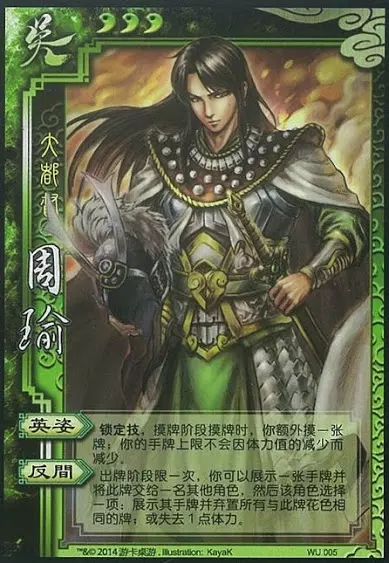 吴
大都督
周瑜
英姿
锁定技，摸牌阶段摸牌时，你额外摸一张
牌；你的手牌上限不会因体力值的减少而
减少。
反間
出牌阶段限一次，你可以展示一张手牌并
将此牌交给一名其他角色，然后该角色选择
一项：展示其手牌并弃置所有与此牌花色相
同的牌；或失去1点体力。
™&© 2014 游卡桌游 , Illustration: KayaK
WU 005